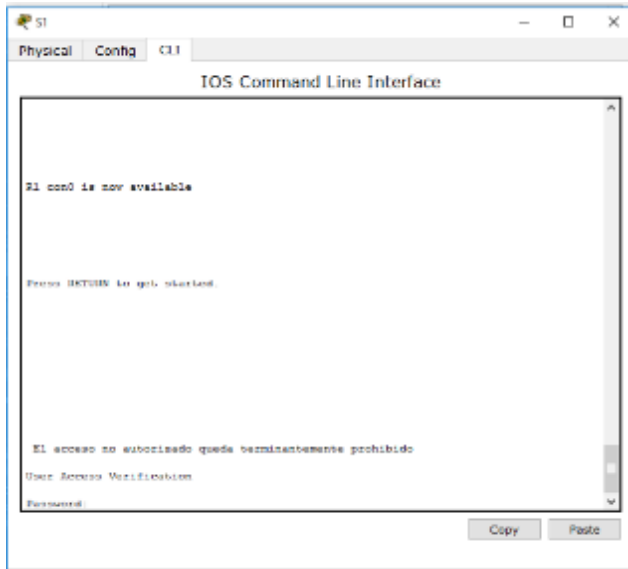 S1
Physical Config CLI
IOS Command Line Interface
con0 is now available
Press RETURN to get started.
El acceso no autorizado queda terminantemente prohibido
User Access Verification
Password:
Copy Paste